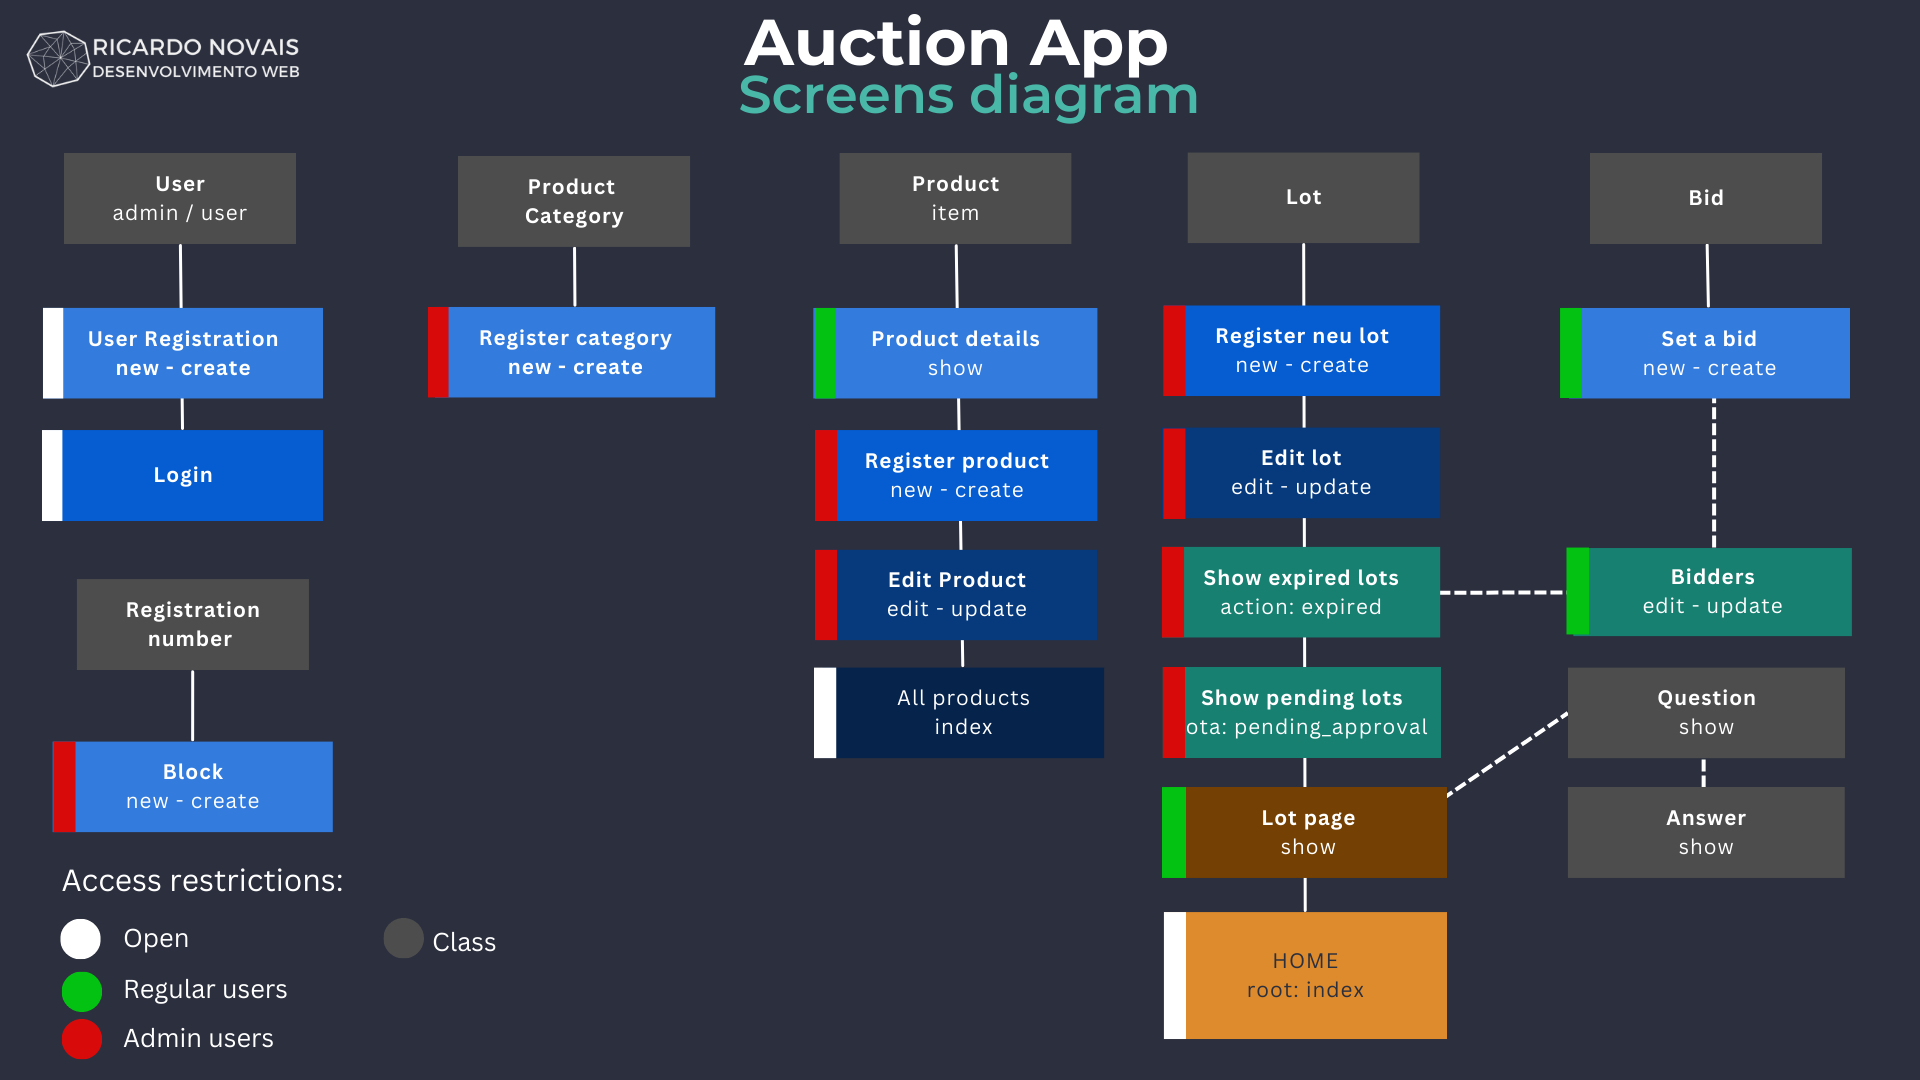 RICARDO NOVAIS
DESENVOLVIMENTO WEB
Auction App
Screens diagram
User
admin / user
User Registration
new - create
Login
Registration
number
Block
new - create
Product
Category
Register category
new - create
Product
item
Product details
show
Register product
new - create
Edit Product
edit - update
All products
index
Lot
Register neu lot
new - create
Edit lot
edit - update
Show expired lots
action: expired
Show pending lots
ota: pending_approval
Lot page
show
HOME
root: index
Bid
Set a bid
new - create
Bidders
edit - update
Question
show
Answer
show
Access restrictions:
Open
Regular users
Admin users
Class